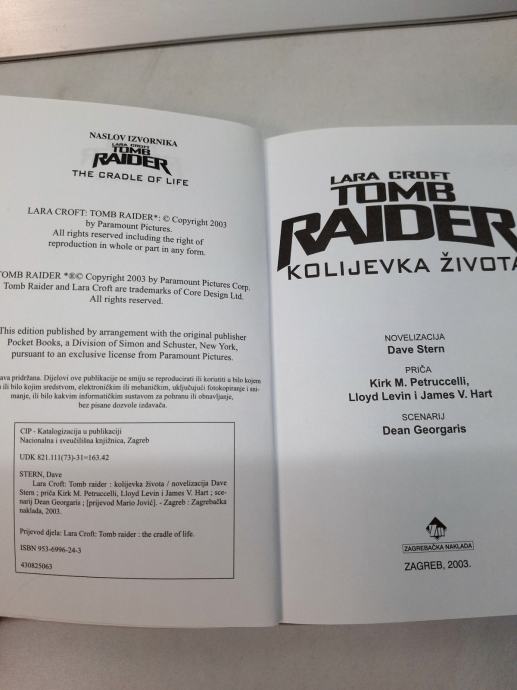 NASLOV IZVORNIKA
LARA CROFT
TOMB
RAIDER
THE CRADLE OF LIFE
LARA CROFT: TOMB RAIDER*: © Copyright 2003
by Paramount Pictures.
All rights reserved including the right of
reproduction in whole or part in any form.
TOMB RAIDER *®© Copyright 2003 by Paramount Pictures Corp.
Tomb Raider and Lara Croft are trademarks of Core Design Ltd.
All rights reserved.
This edition published by arrangement with the original publisher
Pocket Books, a Division of Simon and Schuster, New York,
pursuant to an exclusive license from Paramount Pictures.
ava pridržana. Dijelovi ove publikacije ne smiju se reproducirati ili koristiti u bilo kojem
ili bilo kojim sredstvom, elektroničkim ili mehaničkim, uključujući fotokopiranje i sni-
manje, ili bilo kakvim informatičkim sustavom za pohranu ili obnavljanje,
bez pisane dozvole izdavača.
CIP - Katalogizacija u publikaciji
Nacionalna i sveučilišna knjižnica, Zagreb
UDK 821.111(73)-31=163.42
STERN, Dave
Lara Croft: Tomb raider : kolijevka života / novelizacija Dave
Stern ; priča Kirk M. Petruccelli, Lloyd Levin i James V. Hart ; sce-
narij Dean Georgaris ; [prijevod Mario Jović]. - Zagreb : Zagrebačka
naklada, 2003.
Prijevod djela: Lara Croft: Tomb raider : the cradle of life.
ISBN 953-6996-24-3
430825063
LARA CROFT
TOMB
RAIDER
KOLIJEVKA ŽIVOTA
NOVELIZACIJA
Dave Stern
PRIČA
Kirk M. Petruccelli,
Lloyd Levin i James V. Hart
SCENARIJ
Dean Georgaris
ZAGREBAČKA NAKLADA
ZAGREB, 2003.